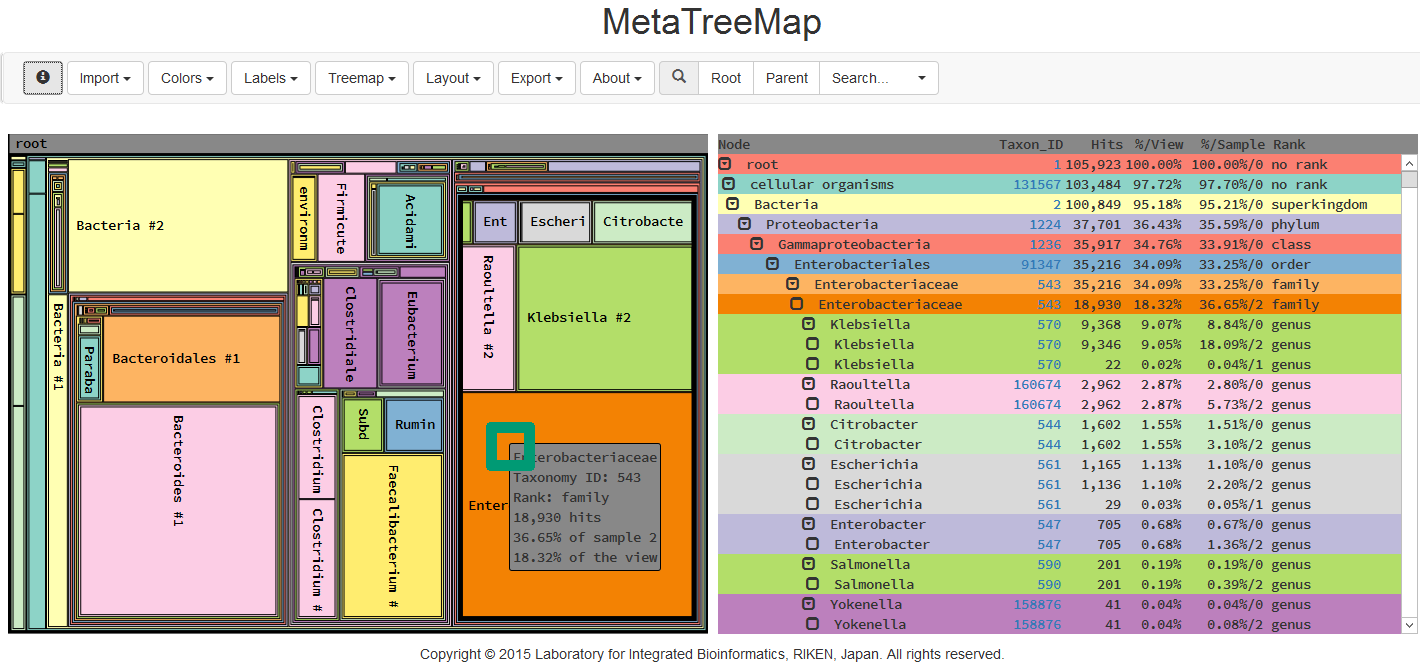 MetaTreeMap
Import Colors Labels Treemap Layout Export About Root Parent Search...
root
Bacteria #2
Bacteria #1
Paraba
Bacteroidales #1
Bacteroides #1
environm
Firmicute
Acidami
Clostridiale
Eubacterium
Clostridium
Clostridium #
Subd
Rumin
Faecalibacterium #
Ent
Escheri
Citrobacte
Raoultella #2
Klebsiella #2
Enter
Enterobacteriaceae
Taxonomy ID: 543
Rank: family
18,930 hits
36.65% of sample 2
18.32% of the view
Node Taxon_ID Hits %/View %/Sample Rank
root 1 105,923 100.00% 100.00%/0 no rank
cellular organisms 131567 103,484 97.72% 97.70%/0 no rank
Bacteria 2 100,849 95.18% 95.21%/0 superkingdom
Proteobacteria 1224 37,701 36.43% 35.59%/0 phylum
Gammaproteobacteria 1236 35,917 34.76% 33.91%/0 class
Enterobacteriales 91347 35,216 34.09% 33.25%/0 order
Enterobacteriaceae 543 35,216 34.09% 33.25%/0 family
Enterobacteriaceae 543 18,930 18.32% 36.65%/2 family
Klebsiella 570 9,368 9.07% 8.84%/0 genus
Klebsiella 570 9,346 9.05% 18.09%/2 genus
Klebsiella 570 22 0.02% 0.04%/1 genus
Raoultella 160674 2,962 2.87% 2.80%/0 genus
Raoultella 160674 2,962 2.87% 5.73%/2 genus
Citrobacter 544 1,602 1.55% 1.51%/0 genus
Citrobacter 544 1,602 1.55% 3.10%/2 genus
Escherichia 561 1,165 1.13% 1.10%/0 genus
Escherichia 561 1,136 1.10% 2.20%/2 genus
Escherichia 561 29 0.03% 0.05%/1 genus
Enterobacter 547 705 0.68% 0.67%/0 genus
Enterobacter 547 705 0.68% 1.36%/2 genus
Salmonella 590 201 0.19% 0.19%/0 genus
Salmonella 590 201 0.19% 0.39%/2 genus
Yokenella 158876 41 0.04% 0.04%/0 genus
Yokenella 158876 41 0.04% 0.08%/2 genus
Copyright © 2015 Laboratory for Integrated Bioinformatics, RIKEN, Japan. All rights reserved.